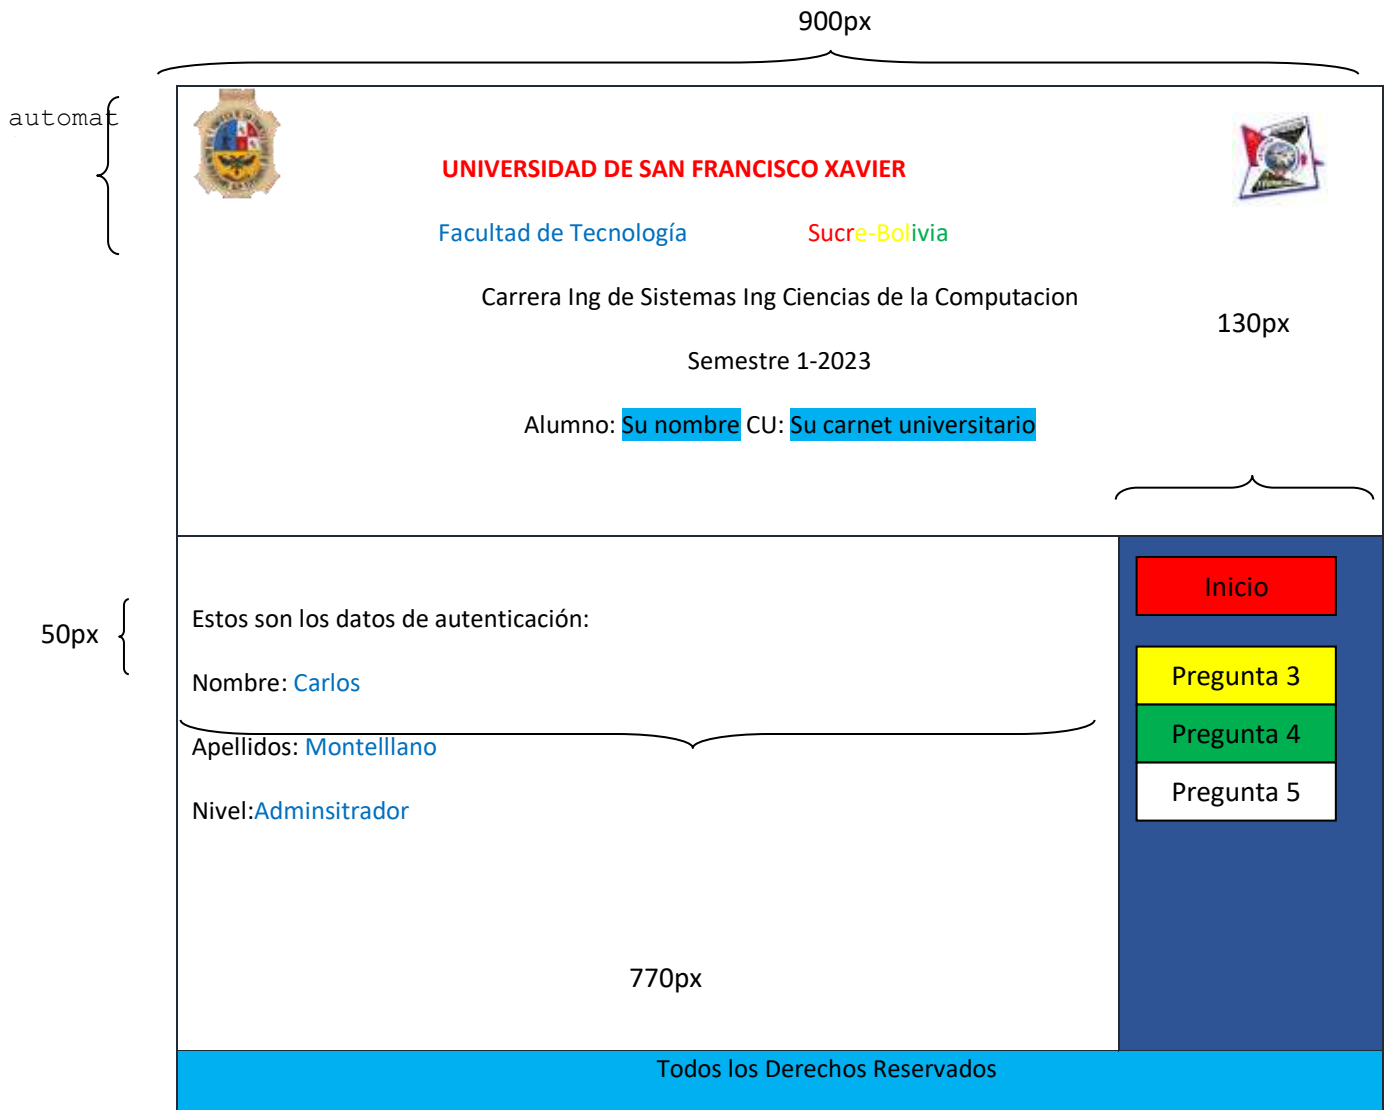 900px
automat
UNIVERSIDAD DE SAN FRANCISCO XAVIER
Facultad de Tecnología Sucre-Bolivia
Carrera Ing de Sistemas Ing Ciencias de la Computacion
130px
Semestre 1-2023
Alumno: Su nombre CU: Su carnet universitario
Inicio
50px
Estos son los datos de autenticación:
Nombre: Carlos
Pregunta 3
Apellidos: Montelllano
Pregunta 4
Nivel:Adminsitrador
Pregunta 5
770px
Todos los Derechos Reservados